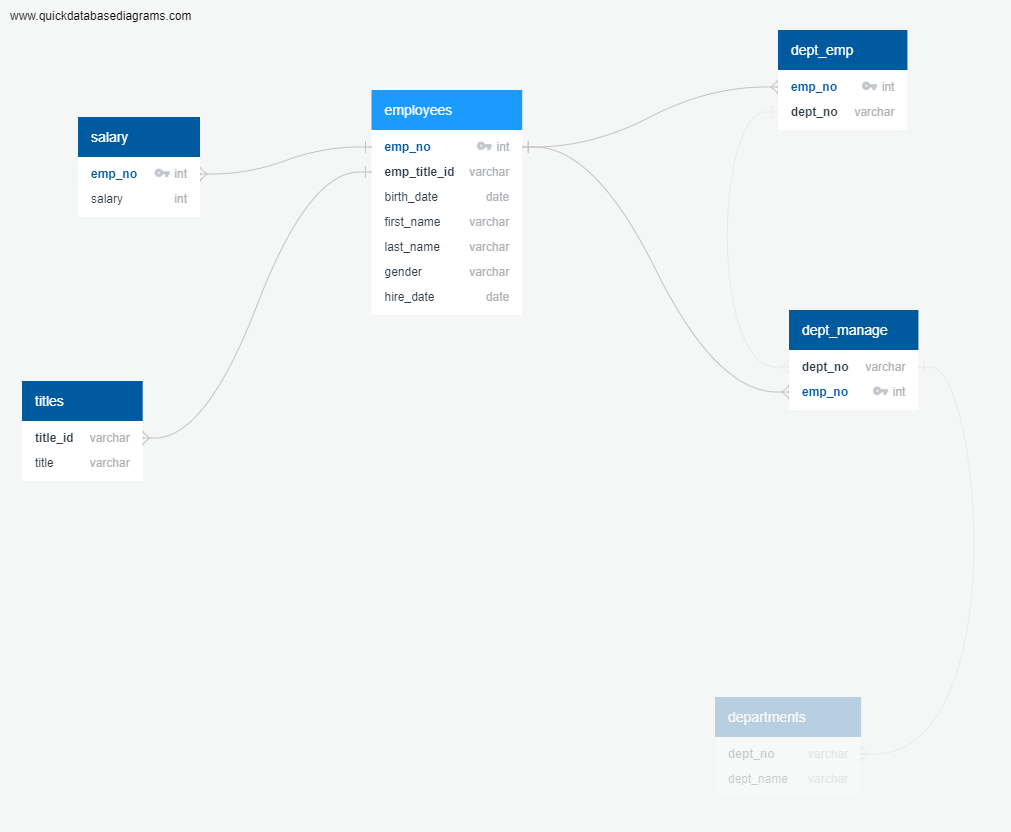 www.quickdatabasediagrams.com
dept_emp
emp_no int
dept_no varchar
employees
emp_no int
emp_title_id varchar
birth_date date
first_name varchar
last_name varchar
gender varchar
hire_date date
salary
emp_no int
salary int
dept_manage
dept_no varchar
emp_no int
titles
title_id varchar
title varchar
departments
dept_no varchar
dept_name varchar